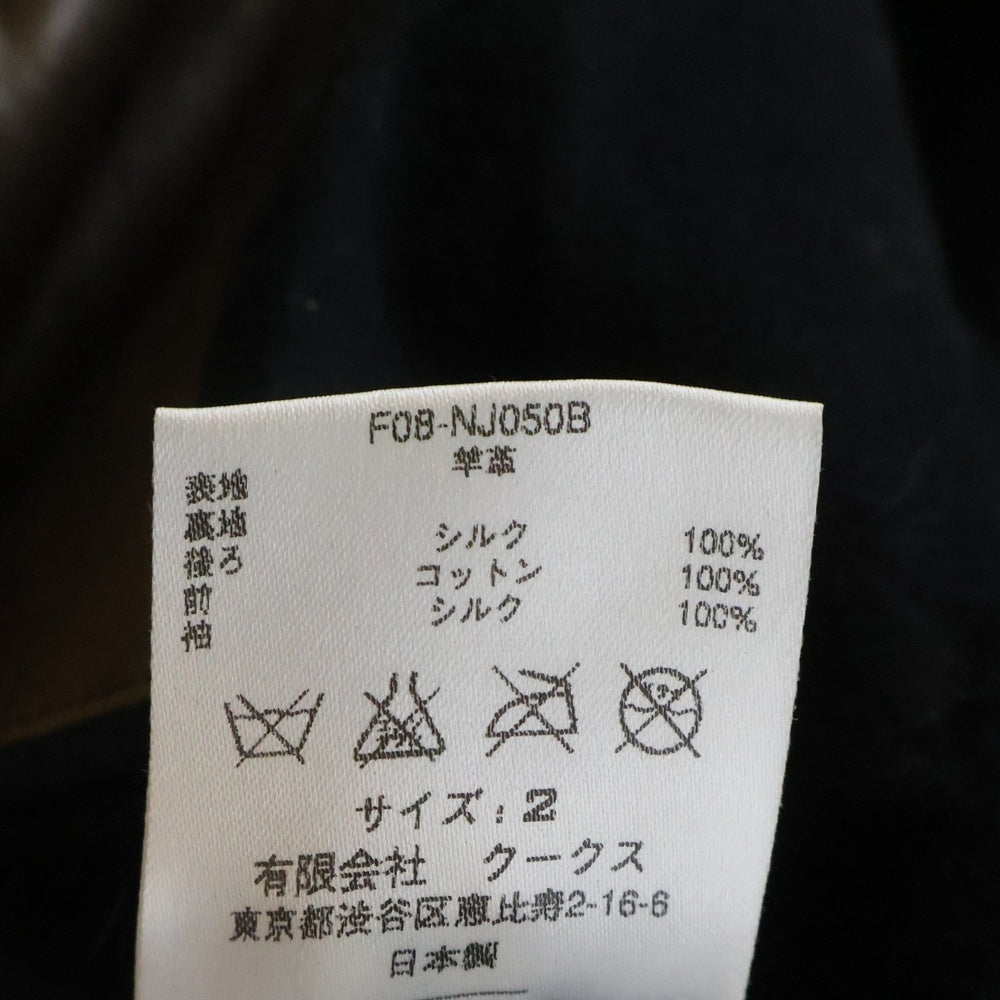 F08-NJ050B
表地 羊革
裏地
後ろ シルク 100%
前 コットン 100%
袖 シルク 100%
サイズ:2
有限会社 クークス
東京都渋谷区恵比寿2-16-6
日本製